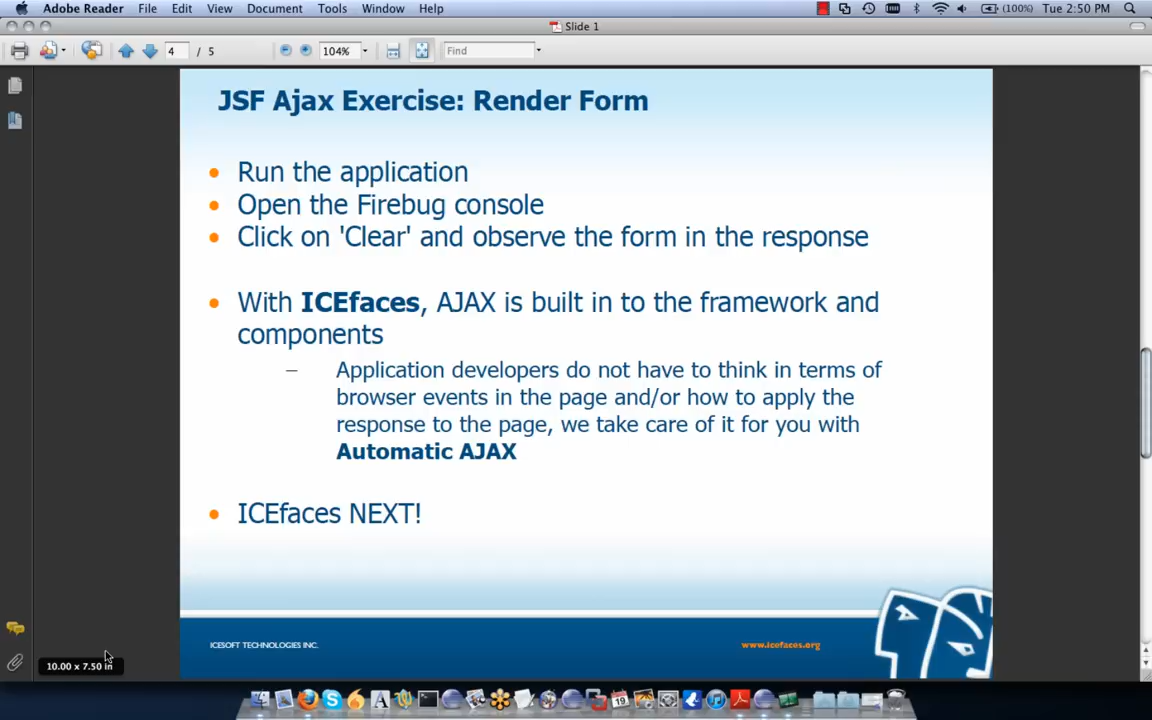 Adobe Reader File Edit View Document Tools Window Help (100%) Tue 2:50 PM
Slide 1
4 / 5 104% Find
JSF Ajax Exercise: Render Form
• Run the application
• Open the Firebug console
• Click on 'Clear' and observe the form in the response
• With ICEfaces, AJAX is built in to the framework and
components
– Application developers do not have to think in terms of
browser events in the page and/or how to apply the
response to the page, we take care of it for you with
Automatic AJAX
• ICEfaces NEXT!
ICESOFT TECHNOLOGIES INC. www.icefaces.org
10.00 x 7.50 in
19